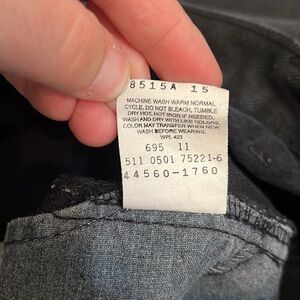 8515A 15
MACHINE WASH WARM NORMAL
CYCLE. DO NOT BLEACH, TUMBLE
DRY HOT. HOT IRON IF NEEDED.
WASH AND DRY WITH LIKE COLORS.
COLOR MAY TRANSFER WHEN NEW.
WASH BEFORE WEARING.
WPL 423
695 11
511 0501 75221-6
44560-1760